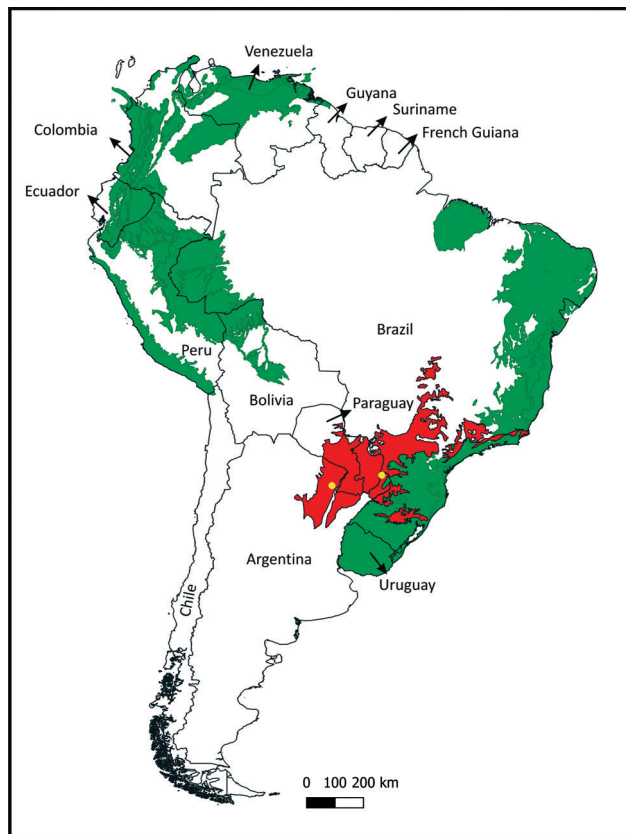 Venezuela
Guyana
Suriname
Colombia
French Guiana
Ecuador
Brazil
Peru
Bolivia
Paraguay
Argentina
Uruguay
Chile
0 100 200 km